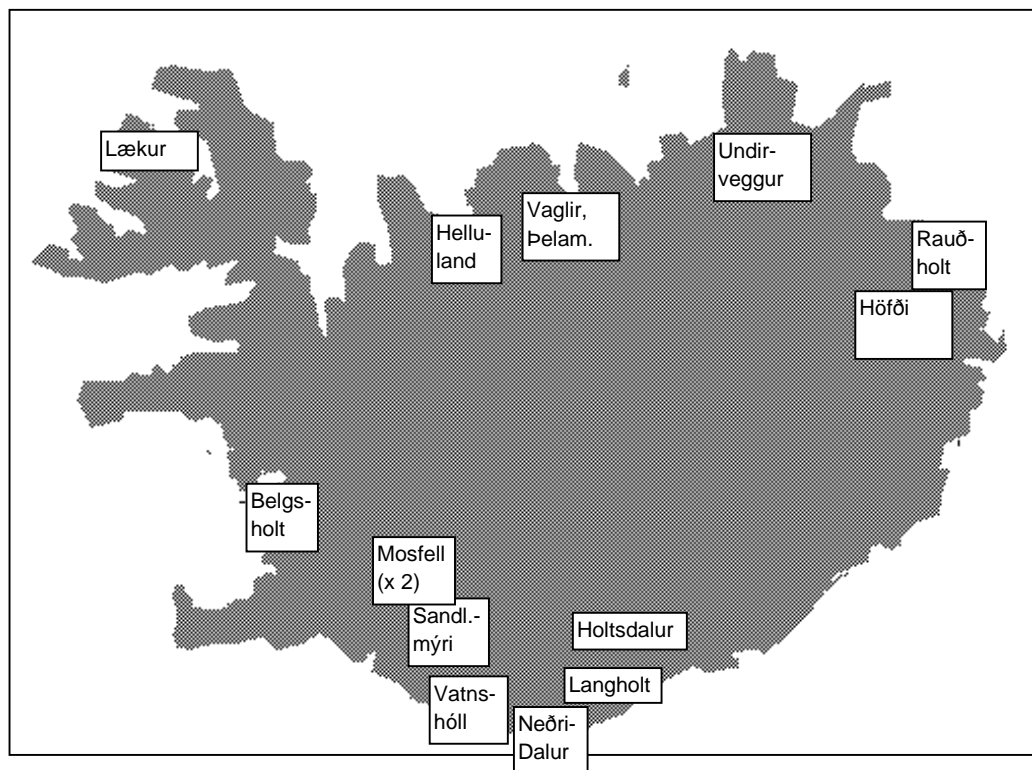 Lækur
Undir-
veggur
Vaglir,
Þelam.
Hellu-
land
Rauð-
holt
Höfði
Belgs-
holt
Mosfell
(x 2)
Sandl.-
mýri
Holtsdalur
Langholt
Vatns-
hóll
Neðri-
Dalur